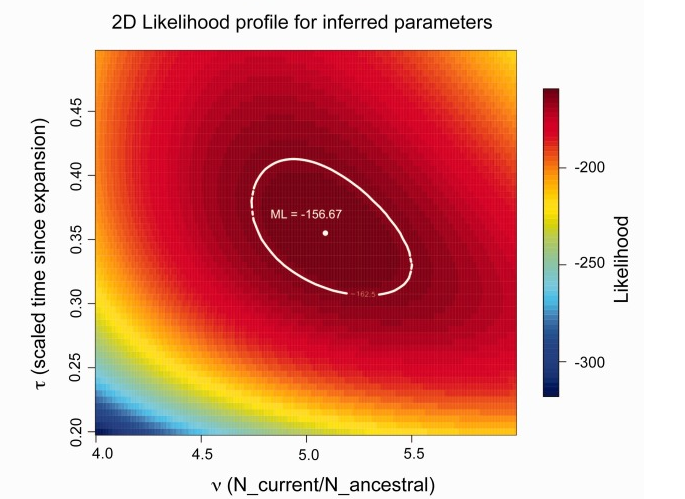 2D Likelihood profile for inferred parameters
τ (scaled time since expansion)
0.45
0.40
0.35
0.30
0.25
0.20
ML = -156.67
-162.5
4.0
4.5
5.0
5.5
ν (N_current/N_ancestral)
-200
-250
-300
Likelihood